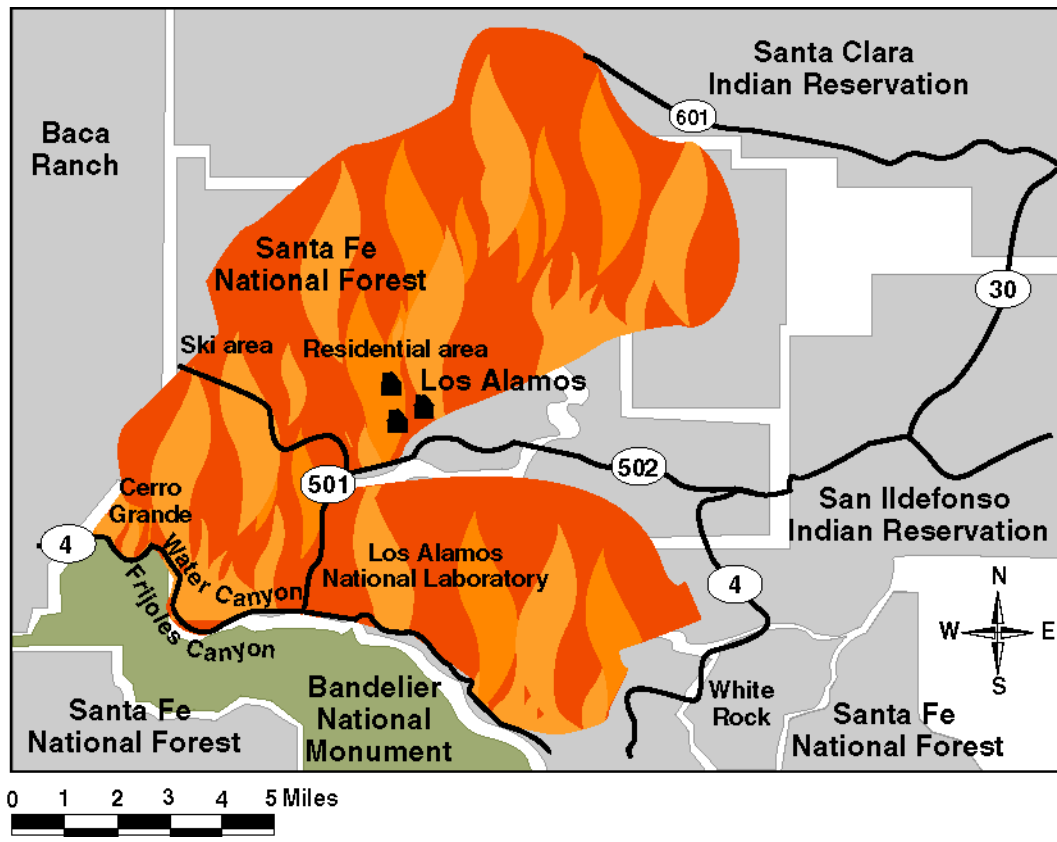 Santa Clara
Indian Reservation
601
Baca
Ranch
Santa Fe
National Forest
30
Ski area
Residential area
Los Alamos
501
502
Cerro
Grande
San Ildefonso
Indian Reservation
4
Water Canyon
Los Alamos
National Laboratory
4
Frijoles Canyon
N
W
E
S
Bandelier
National
Monument
White
Rock
Santa Fe
National Forest
Santa Fe
National Forest
0 1 2 3 4 5 Miles